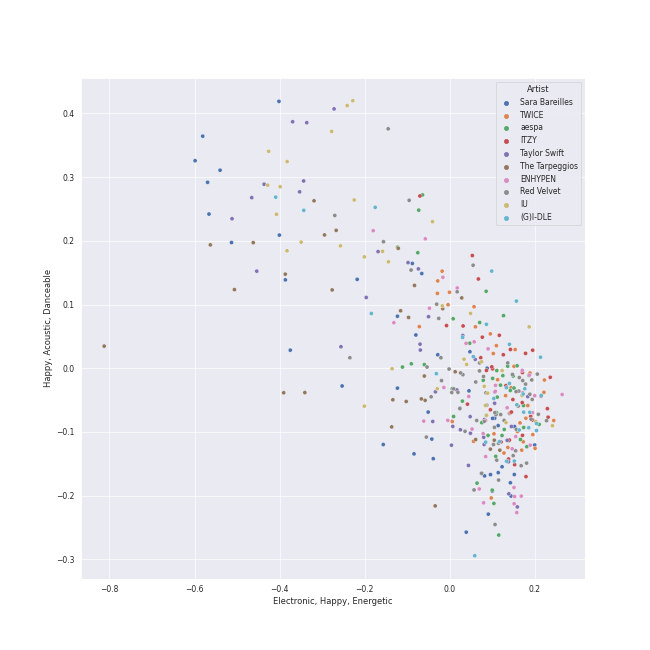 Artist
Sara Bareilles
TWICE
aespa
ITZY
Taylor Swift
The Tarpeggios
ENHYPEN
Red Velvet
IU
(G)I-DLE
0.4
0.3
0.2
0.1
0.0
−0.1
−0.2
−0.3
Happy, Acoustic, Danceable
−0.8
−0.6
−0.4
−0.2
0.0
0.2
Electronic, Happy, Energetic